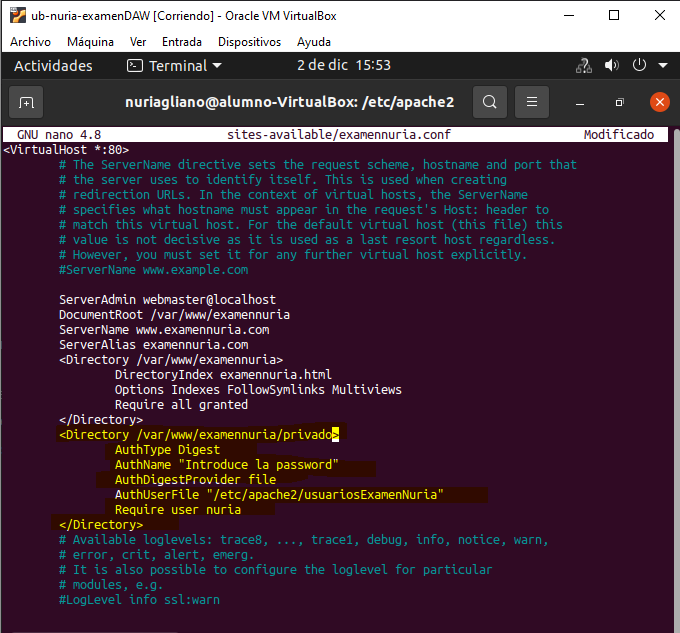 ub-nuria-examenDAW [Corriendo] - Oracle VM VirtualBox
Archivo Máquina Ver Entrada Dispositivos Ayuda
Actividades Terminal 2 de dic 15:53
nuriagliano@alumno-VirtualBox: /etc/apache2
GNU nano 4.8 sites-available/examennuria.conf Modificado
<VirtualHost *:80>
# The ServerName directive sets the request scheme, hostname and port that
# the server uses to identify itself. This is used when creating
# redirection URLs. In the context of virtual hosts, the ServerName
# specifies what hostname must appear in the request's Host: header to
# match this virtual host. For the default virtual host (this file) this
# value is not decisive as it is used as a last resort host regardless.
# However, you must set it for any further virtual host explicitly.
#ServerName www.example.com
ServerAdmin webmaster@localhost
DocumentRoot /var/www/examennuria
ServerName www.examennuria.com
ServerAlias examennuria.com
<Directory /var/www/examennuria>
DirectoryIndex examennuria.html
Options Indexes FollowSymlinks Multiviews
Require all granted
</Directory>
<Directory /var/www/examennuria/privado>
AuthType Digest
AuthName "Introduce la password"
AuthDigestProvider file
AuthUserFile "/etc/apache2/usuariosExamenNuria"
Require user nuria
</Directory>
# Available loglevels: trace8, ..., trace1, debug, info, notice, warn,
# error, crit, alert, emerg.
# It is also possible to configure the loglevel for particular
# modules, e.g.
#LogLevel info ssl:warn